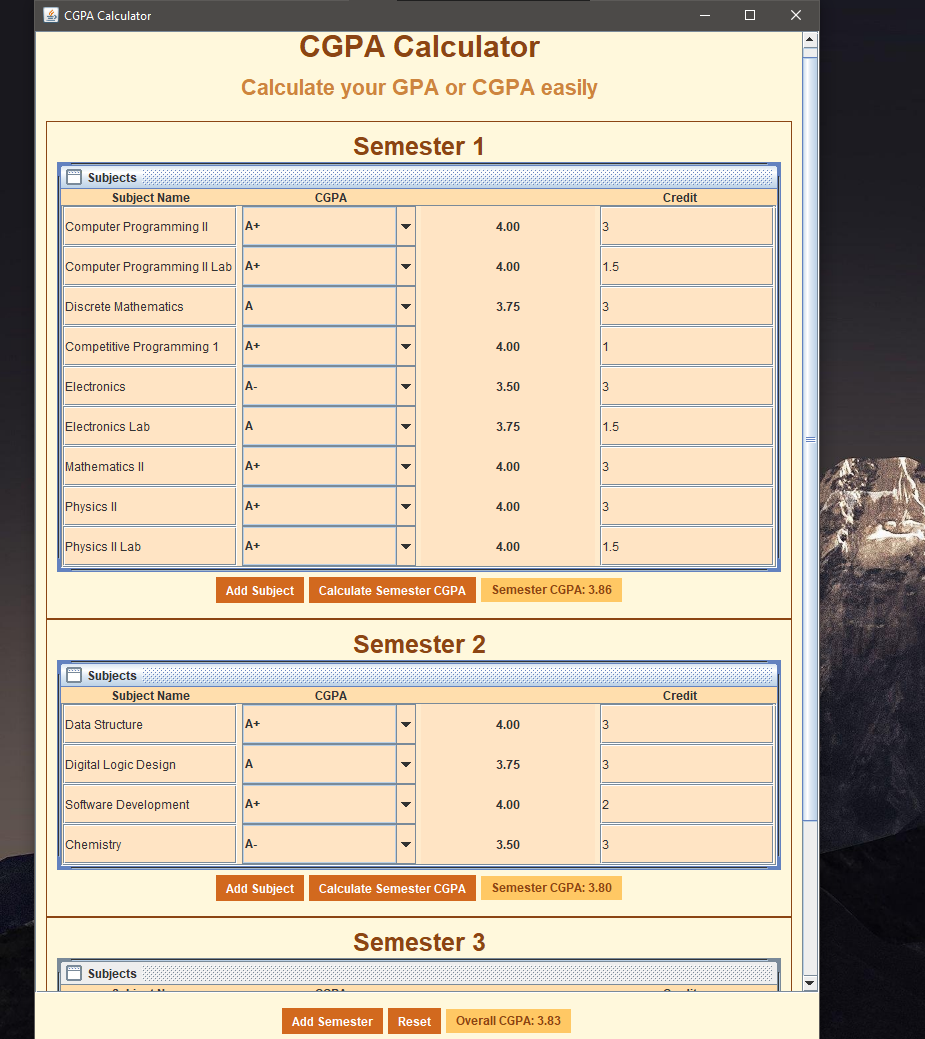 CGPA Calculator
CGPA Calculator
Calculate your GPA or CGPA easily
Semester 1
Subjects
Subject Name CGPA Credit
Computer Programming II A+ 4.00 3
Computer Programming II Lab A+ 4.00 1.5
Discrete Mathematics A 3.75 3
Competitive Programming 1 A+ 4.00 1
Electronics A- 3.50 3
Electronics Lab A 3.75 1.5
Mathematics II A+ 4.00 3
Physics II A+ 4.00 3
Physics II Lab A+ 4.00 1.5
Add Subject Calculate Semester CGPA Semester CGPA: 3.86
Semester 2
Subjects
Subject Name CGPA Credit
Data Structure A+ 4.00 3
Digital Logic Design A 3.75 3
Software Development A+ 4.00 2
Chemistry A- 3.50 3
Add Subject Calculate Semester CGPA Semester CGPA: 3.80
Semester 3
Subjects
Add Semester Reset Overall CGPA: 3.83